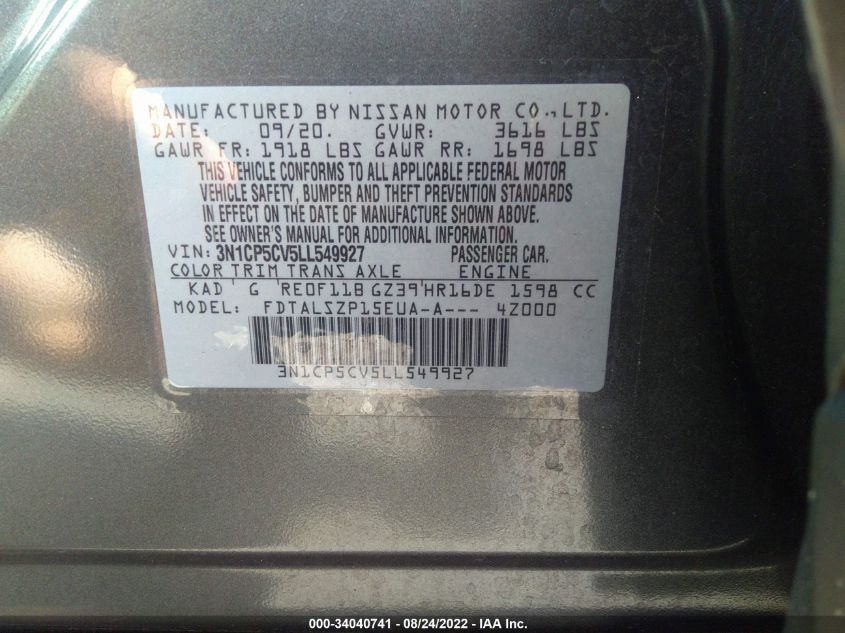 MANUFACTURED BY NISSAN MOTOR CO., LTD.
DATE: 09/20. GVWR: 3616 LBS
GAWR FR: 1918 LBS GAWR RR: 1698 LBS
THIS VEHICLE CONFORMS TO ALL APPLICABLE FEDERAL MOTOR
VEHICLE SAFETY, BUMPER AND THEFT PREVENTION STANDARDS
IN EFFECT ON THE DATE OF MANUFACTURE SHOWN ABOVE.
SEE OWNER'S MANUAL FOR ADDITIONAL INFORMATION.
VIN: 3N1CP5CV5LL549927 PASSENGER CAR.
COLOR TRIM TRANS AXLE ENGINE
KAD G RE0F11B GZ39 HR16DE 1598 CC
MODEL: FDTALSZP15EUA-A--- 4Z000
3N1CP5CV5LL549927
000-34040741 - 08/24/2022 - IAA Inc.